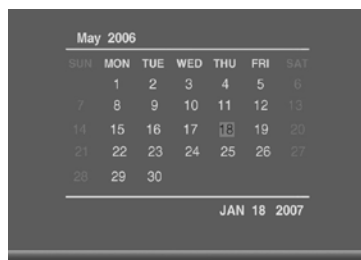 May 2006
SUN MON TUE WED THU FRI SAT
1 2 3 4 5 6
7 8 9 10 11 12 13
14 15 16 17 18 19 20
21 22 23 24 25 26 27
28 29 30
JAN 18 2007